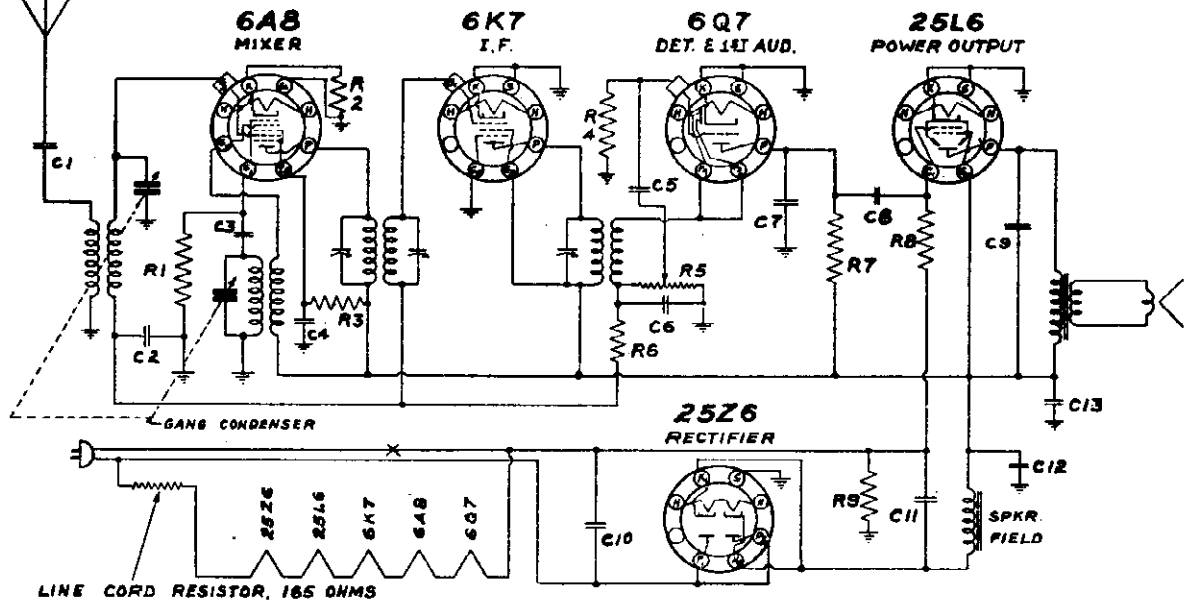 6A8
MIXER
6K7
I.F.
6Q7
DET. & 1ST AUD.
25L6
POWER OUTPUT
R2
R4
C1
C5
C3
C7
C8
C9
R1
R5
R7
R8
C2
C4
R3
C6
R6
GANG CONDENSER
C13
25Z6
RECTIFIER
C12
25Z6
25L6
6K7
6A8
6Q7
C10
R9
C11
SPKR.
FIELD
LINE CORD RESISTOR, 165 OHMS